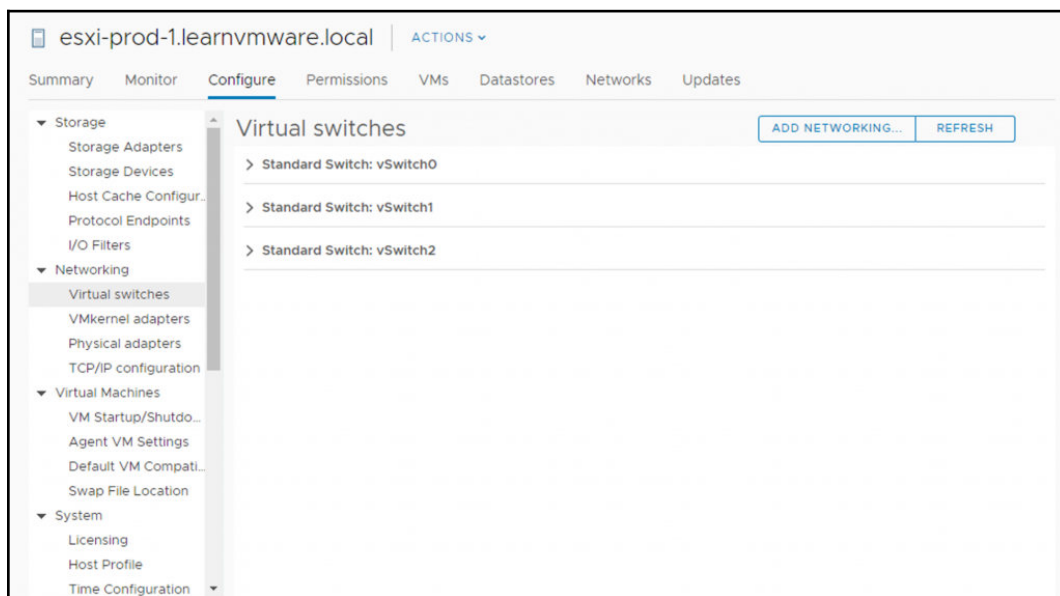 esxi-prod-1.learnvmware.local ACTIONS
Summary Monitor Configure Permissions VMs Datastores Networks Updates
Storage
Storage Adapters
Storage Devices
Host Cache Configur..
Protocol Endpoints
I/O Filters
Networking
Virtual switches
VMkernel adapters
Physical adapters
TCP/IP configuration
Virtual Machines
VM Startup/Shutdo...
Agent VM Settings
Default VM Compati...
Swap File Location
System
Licensing
Host Profile
Time Configuration
Virtual switches
ADD NETWORKING... REFRESH
Standard Switch: vSwitch0
Standard Switch: vSwitch1
Standard Switch: vSwitch2